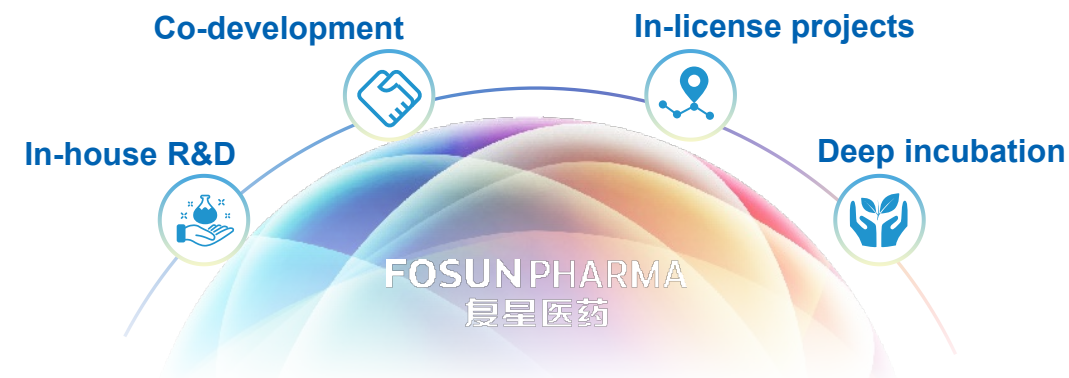 Co-development
In-license projects
In-house R&D
Deep incubation
FOSUN PHARMA
复星医药